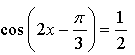 cos(2x − π/3) = 1/2